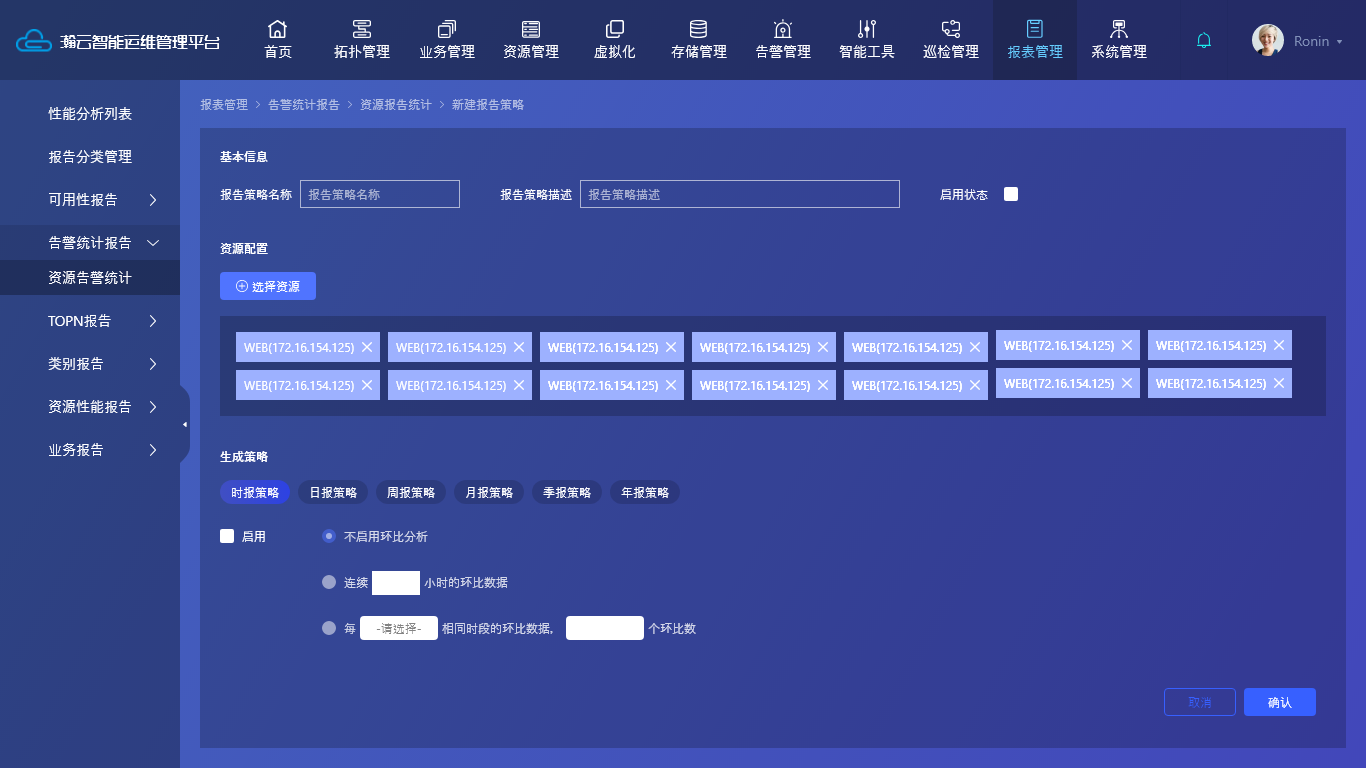 瀚云智能运维管理平台
首页 拓扑管理 业务管理 资源管理 虚拟化 存储管理 告警管理 智能工具 巡检管理 报表管理 系统管理 Ronin
性能分析列表
报告分类管理
可用性报告
告警统计报告
资源告警统计
TOPN报告
类别报告
资源性能报告
业务报告
报表管理 > 告警统计报告 > 资源报告统计 > 新建报告策略
基本信息
报告策略名称 报告策略名称 报告策略描述 报告策略描述 启用状态
资源配置
选择资源
WEB(172.16.154.125) WEB(172.16.154.125) WEB(172.16.154.125) WEB(172.16.154.125) WEB(172.16.154.125) WEB(172.16.154.125) WEB(172.16.154.125)
WEB(172.16.154.125) WEB(172.16.154.125) WEB(172.16.154.125) WEB(172.16.154.125) WEB(172.16.154.125) WEB(172.16.154.125) WEB(172.16.154.125)
生成策略
时报策略 日报策略 周报策略 月报策略 季报策略 年报策略
启用 不启用环比分析
连续 小时的环比数据
每 -请选择- 相同时段的环比数据, 个环比数
取消 确认